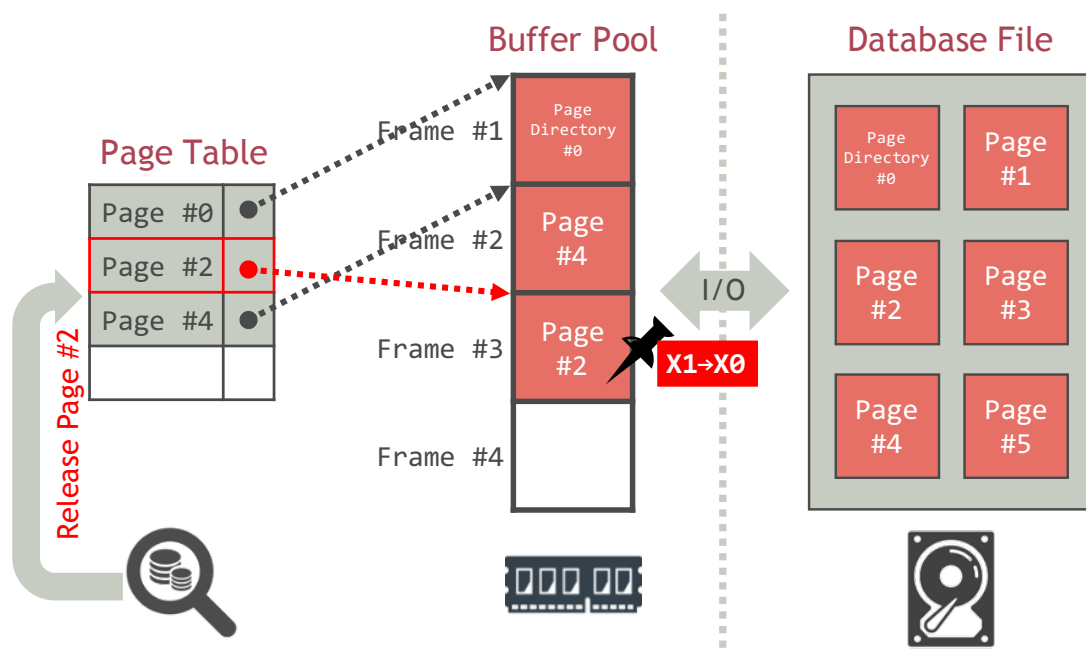 Buffer Pool
Database File
Page Table
Page #0
Page #2
Page #4
Release Page #2
Frame #1
Frame #2
Frame #3
Frame #4
Page
Directory
#0
Page
#4
Page
#2
X1→X0
I/O
Page
Directory
#0
Page
#1
Page
#2
Page
#3
Page
#4
Page
#5